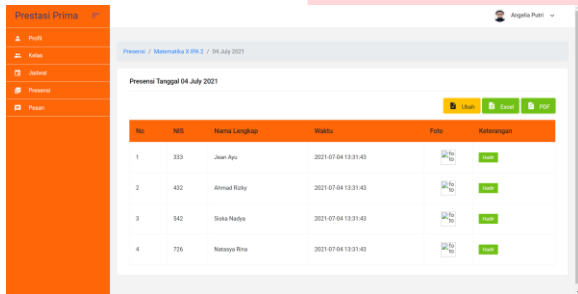 Prestasi Prima
Angelia Putri
Profil
Kelas
Jadwal
Presensi
Pesan
Presensi / Matematika X IPA 2 / 04 July 2021
Presensi Tanggal 04 July 2021
Ubah Excel PDF
No NIS Nama Lengkap Waktu Foto Keterangan
1 333 Jean Ayu 2021-07-04 13:31:43 foto Hadir
2 432 Ahmad Rizky 2021-07-04 13:31:43 foto Hadir
3 542 Siska Nadya 2021-07-04 13:31:43 foto Hadir
4 726 Natasya Rina 2021-07-04 13:31:43 foto Hadir